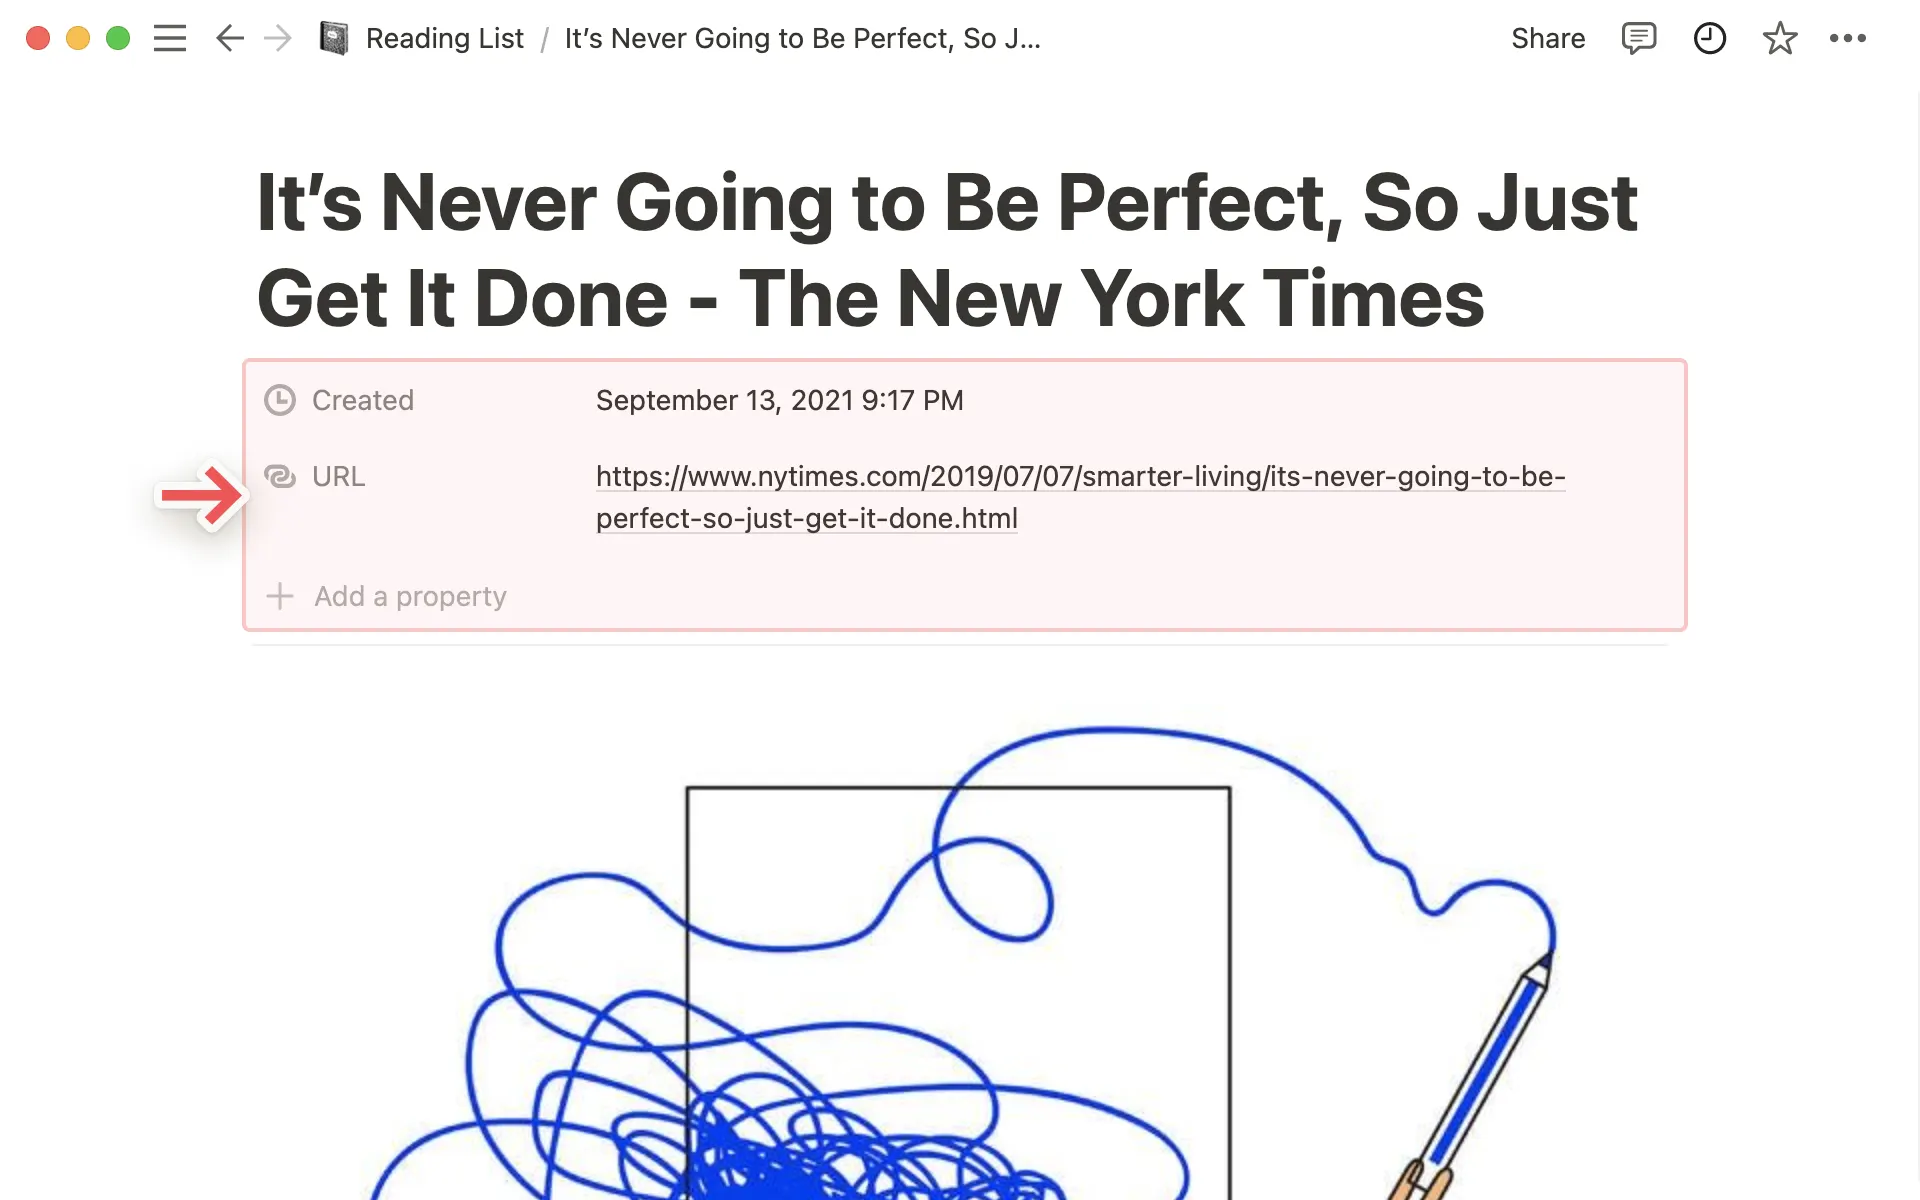 Reading List / It’s Never Going to Be Perfect, So J...
Share
It’s Never Going to Be Perfect, So Just
Get It Done - The New York Times
Created September 13, 2021 9:17 PM
URL https://www.nytimes.com/2019/07/07/smarter-living/its-never-going-to-be-
perfect-so-just-get-it-done.html
Add a property